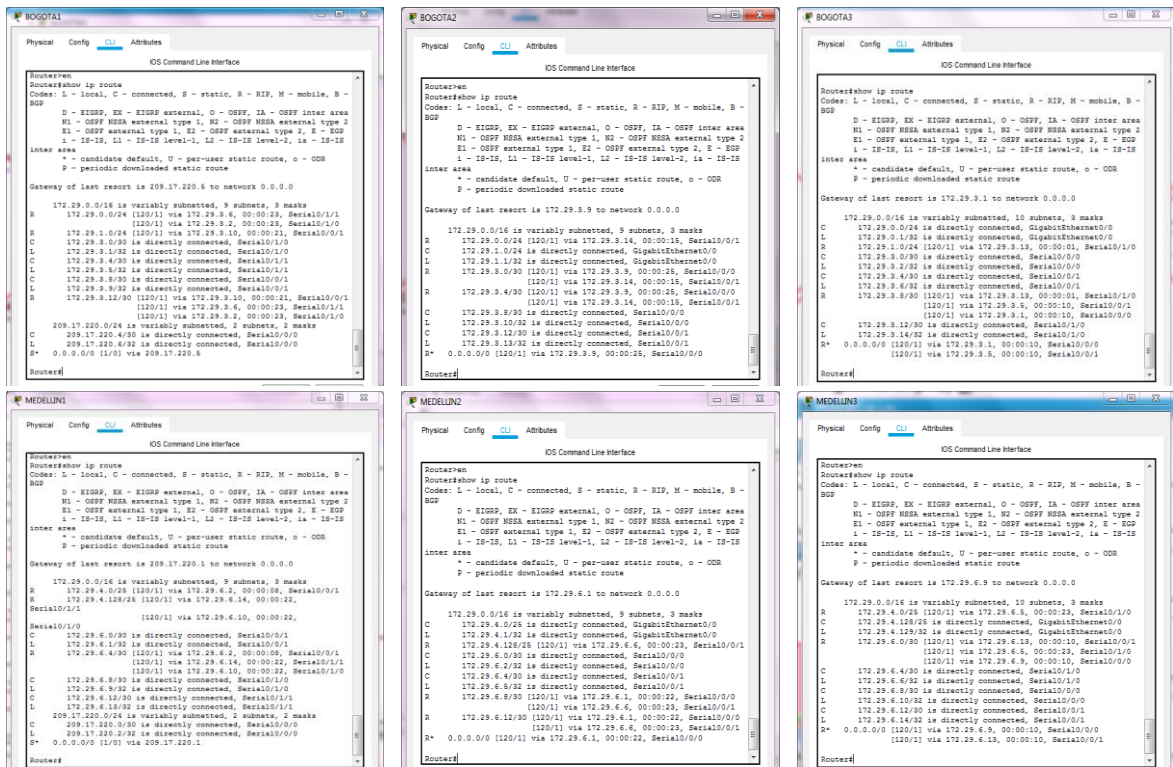 BOGOTA1
Physical Config CLI Attributes
IOS Command Line Interface
Router>en
Router#show ip route
Codes: L - local, C - connected, S - static, R - RIP, M - mobile, B -
BGP
D - EIGRP, EX - EIGRP external, O - OSPF, IA - OSPF inter area
N1 - OSPF NSSA external type 1, N2 - OSPF NSSA external type 2
E1 - OSPF external type 1, E2 - OSPF external type 2, E - EGP
i - IS-IS, L1 - IS-IS level-1, L2 - IS-IS level-2, ia - IS-IS
inter area
* - candidate default, U - per-user static route, o - ODR
P - periodic downloaded static route
Gateway of last resort is 209.17.220.5 to network 0.0.0.0
172.29.0.0/16 is variably subnetted, 9 subnets, 3 masks
R 172.29.0.0/24 [120/1] via 172.29.3.6, 00:00:23, Serial0/1/1
[120/1] via 172.29.3.2, 00:00:23, Serial0/1/0
R 172.29.1.0/24 [120/1] via 172.29.3.10, 00:00:21, Serial0/0/1
C 172.29.3.0/30 is directly connected, Serial0/1/0
L 172.29.3.1/32 is directly connected, Serial0/1/0
C 172.29.3.4/30 is directly connected, Serial0/1/1
L 172.29.3.5/32 is directly connected, Serial0/1/1
C 172.29.3.8/30 is directly connected, Serial0/0/1
L 172.29.3.9/32 is directly connected, Serial0/0/1
R 172.29.3.12/30 [120/1] via 172.29.3.10, 00:00:21, Serial0/0/1
[120/1] via 172.29.3.6, 00:00:23, Serial0/1/1
[120/1] via 172.29.3.2, 00:00:23, Serial0/1/0
209.17.220.0/24 is variably subnetted, 2 subnets, 2 masks
C 209.17.220.4/30 is directly connected, Serial0/0/0
L 209.17.220.6/32 is directly connected, Serial0/0/0
S* 0.0.0.0/0 [1/0] via 209.17.220.5
Router#
BOGOTA2
Physical Config CLI Attributes
IOS Command Line Interface
Router>en
Router#show ip route
Codes: L - local, C - connected, S - static, R - RIP, M - mobile, B -
BGP
D - EIGRP, EX - EIGRP external, O - OSPF, IA - OSPF inter area
N1 - OSPF NSSA external type 1, N2 - OSPF NSSA external type 2
E1 - OSPF external type 1, E2 - OSPF external type 2, E - EGP
i - IS-IS, L1 - IS-IS level-1, L2 - IS-IS level-2, ia - IS-IS
inter area
* - candidate default, U - per-user static route, o - ODR
P - periodic downloaded static route
Gateway of last resort is 172.29.3.9 to network 0.0.0.0
172.29.0.0/16 is variably subnetted, 9 subnets, 3 masks
R 172.29.0.0/24 [120/1] via 172.29.3.14, 00:00:15, Serial0/0/1
C 172.29.1.0/24 is directly connected, GigabitEthernet0/0
L 172.29.1.1/32 is directly connected, GigabitEthernet0/0
R 172.29.3.0/30 [120/1] via 172.29.3.9, 00:00:25, Serial0/0/0
[120/1] via 172.29.3.14, 00:00:15, Serial0/0/1
R 172.29.3.4/30 [120/1] via 172.29.3.9, 00:00:25, Serial0/0/0
[120/1] via 172.29.3.14, 00:00:15, Serial0/0/1
C 172.29.3.8/30 is directly connected, Serial0/0/0
L 172.29.3.10/32 is directly connected, Serial0/0/0
C 172.29.3.12/30 is directly connected, Serial0/0/1
L 172.29.3.13/32 is directly connected, Serial0/0/1
R* 0.0.0.0/0 [120/1] via 172.29.3.9, 00:00:25, Serial0/0/0
Router#
BOGOTA3
Physical Config CLI Attributes
IOS Command Line Interface
Router>en
Router#show ip route
Codes: L - local, C - connected, S - static, R - RIP, M - mobile, B -
BGP
D - EIGRP, EX - EIGRP external, O - OSPF, IA - OSPF inter area
N1 - OSPF NSSA external type 1, N2 - OSPF NSSA external type 2
E1 - OSPF external type 1, E2 - OSPF external type 2, E - EGP
i - IS-IS, L1 - IS-IS level-1, L2 - IS-IS level-2, ia - IS-IS
inter area
* - candidate default, U - per-user static route, o - ODR
P - periodic downloaded static route
Gateway of last resort is 172.29.3.1 to network 0.0.0.0
172.29.0.0/16 is variably subnetted, 10 subnets, 3 masks
C 172.29.0.0/24 is directly connected, GigabitEthernet0/0
L 172.29.0.1/32 is directly connected, GigabitEthernet0/0
R 172.29.1.0/24 [120/1] via 172.29.3.13, 00:00:01, Serial0/1/0
C 172.29.3.0/30 is directly connected, Serial0/0/0
L 172.29.3.2/32 is directly connected, Serial0/0/0
C 172.29.3.4/30 is directly connected, Serial0/0/1
L 172.29.3.6/32 is directly connected, Serial0/0/1
R 172.29.3.8/30 [120/1] via 172.29.3.13, 00:00:01, Serial0/1/0
[120/1] via 172.29.3.5, 00:00:10, Serial0/0/1
[120/1] via 172.29.3.1, 00:00:10, Serial0/0/0
C 172.29.3.12/30 is directly connected, Serial0/1/0
L 172.29.3.14/32 is directly connected, Serial0/1/0
R* 0.0.0.0/0 [120/1] via 172.29.3.1, 00:00:10, Serial0/0/0
[120/1] via 172.29.3.5, 00:00:10, Serial0/0/1
Router#
MEDELLIN1
Physical Config CLI Attributes
IOS Command Line Interface
Router>en
Router#show ip route
Codes: L - local, C - connected, S - static, R - RIP, M - mobile, B -
BGP
D - EIGRP, EX - EIGRP external, O - OSPF, IA - OSPF inter area
N1 - OSPF NSSA external type 1, N2 - OSPF NSSA external type 2
E1 - OSPF external type 1, E2 - OSPF external type 2, E - EGP
i - IS-IS, L1 - IS-IS level-1, L2 - IS-IS level-2, ia - IS-IS
inter area
* - candidate default, U - per-user static route, o - ODR
P - periodic downloaded static route
Gateway of last resort is 209.17.220.1 to network 0.0.0.0
172.29.0.0/16 is variably subnetted, 9 subnets, 3 masks
R 172.29.4.0/25 [120/1] via 172.29.6.2, 00:00:08, Serial0/0/1
R 172.29.4.128/25 [120/1] via 172.29.6.14, 00:00:22,
Serial0/1/1
[120/1] via 172.29.6.10, 00:00:22,
Serial0/1/0
C 172.29.6.0/30 is directly connected, Serial0/0/1
L 172.29.6.1/32 is directly connected, Serial0/0/1
R 172.29.6.4/30 [120/1] via 172.29.6.2, 00:00:08, Serial0/0/1
[120/1] via 172.29.6.14, 00:00:22, Serial0/1/1
[120/1] via 172.29.6.10, 00:00:22, Serial0/1/0
C 172.29.6.8/30 is directly connected, Serial0/1/0
L 172.29.6.9/32 is directly connected, Serial0/1/0
C 172.29.6.12/30 is directly connected, Serial0/1/1
L 172.29.6.13/32 is directly connected, Serial0/1/1
209.17.220.0/24 is variably subnetted, 2 subnets, 2 masks
C 209.17.220.0/30 is directly connected, Serial0/0/0
L 209.17.220.2/32 is directly connected, Serial0/0/0
S* 0.0.0.0/0 [1/0] via 209.17.220.1
Router#
MEDELLIN2
Physical Config CLI Attributes
IOS Command Line Interface
Router>en
Router#show ip route
Codes: L - local, C - connected, S - static, R - RIP, M - mobile, B -
BGP
D - EIGRP, EX - EIGRP external, O - OSPF, IA - OSPF inter area
N1 - OSPF NSSA external type 1, N2 - OSPF NSSA external type 2
E1 - OSPF external type 1, E2 - OSPF external type 2, E - EGP
i - IS-IS, L1 - IS-IS level-1, L2 - IS-IS level-2, ia - IS-IS
inter area
* - candidate default, U - per-user static route, o - ODR
P - periodic downloaded static route
Gateway of last resort is 172.29.6.1 to network 0.0.0.0
172.29.0.0/16 is variably subnetted, 9 subnets, 3 masks
C 172.29.4.0/25 is directly connected, GigabitEthernet0/0
L 172.29.4.1/32 is directly connected, GigabitEthernet0/0
R 172.29.4.128/25 [120/1] via 172.29.6.6, 00:00:23, Serial0/0/1
C 172.29.6.0/30 is directly connected, Serial0/0/0
L 172.29.6.2/32 is directly connected, Serial0/0/0
C 172.29.6.4/30 is directly connected, Serial0/0/1
L 172.29.6.5/32 is directly connected, Serial0/0/1
R 172.29.6.8/30 [120/1] via 172.29.6.1, 00:00:22, Serial0/0/0
[120/1] via 172.29.6.6, 00:00:23, Serial0/0/1
R 172.29.6.12/30 [120/1] via 172.29.6.1, 00:00:22, Serial0/0/0
[120/1] via 172.29.6.6, 00:00:23, Serial0/0/1
R* 0.0.0.0/0 [120/1] via 172.29.6.1, 00:00:22, Serial0/0/0
Router#
MEDELLIN3
Physical Config CLI Attributes
IOS Command Line Interface
Router>en
Router#show ip route
Codes: L - local, C - connected, S - static, R - RIP, M - mobile, B -
BGP
D - EIGRP, EX - EIGRP external, O - OSPF, IA - OSPF inter area
N1 - OSPF NSSA external type 1, N2 - OSPF NSSA external type 2
E1 - OSPF external type 1, E2 - OSPF external type 2, E - EGP
i - IS-IS, L1 - IS-IS level-1, L2 - IS-IS level-2, ia - IS-IS
inter area
* - candidate default, U - per-user static route, o - ODR
P - periodic downloaded static route
Gateway of last resort is 172.29.6.9 to network 0.0.0.0
172.29.0.0/16 is variably subnetted, 10 subnets, 3 masks
R 172.29.4.0/25 [120/1] via 172.29.6.5, 00:00:23, Serial0/1/0
C 172.29.4.128/25 is directly connected, GigabitEthernet0/0
L 172.29.4.129/32 is directly connected, GigabitEthernet0/0
R 172.29.6.0/30 [120/1] via 172.29.6.13, 00:00:10, Serial0/0/1
[120/1] via 172.29.6.5, 00:00:23, Serial0/1/0
[120/1] via 172.29.6.9, 00:00:10, Serial0/0/0
C 172.29.6.4/30 is directly connected, Serial0/1/0
L 172.29.6.6/32 is directly connected, Serial0/1/0
C 172.29.6.8/30 is directly connected, Serial0/0/0
L 172.29.6.10/32 is directly connected, Serial0/0/0
C 172.29.6.12/30 is directly connected, Serial0/0/1
L 172.29.6.14/32 is directly connected, Serial0/0/1
R* 0.0.0.0/0 [120/1] via 172.29.6.9, 00:00:10, Serial0/0/0
[120/1] via 172.29.6.13, 00:00:10, Serial0/0/1
Router#